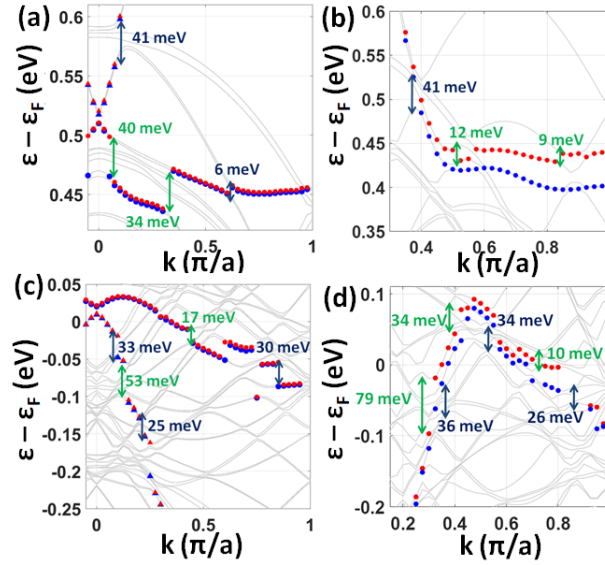 (a)
ε − εF (eV)
0.6
0.55
0.5
0.45
41 meV
40 meV
6 meV
34 meV
0
0.5
1
k (π/a)
(b)
ε − εF (eV)
0.6
0.55
0.5
0.45
0.4
0.35
41 meV
12 meV
9 meV
0.4
0.6
0.8
k (π/a)
(c)
ε − εF (eV)
0.05
0
-0.05
-0.1
-0.15
-0.2
-0.25
17 meV
33 meV
30 meV
53 meV
25 meV
0
0.5
1
k (π/a)
(d)
ε − εF (eV)
0.1
0
-0.1
-0.2
34 meV
34 meV
10 meV
79 meV
36 meV
26 meV
0.2
0.4
0.6
0.8
k (π/a)